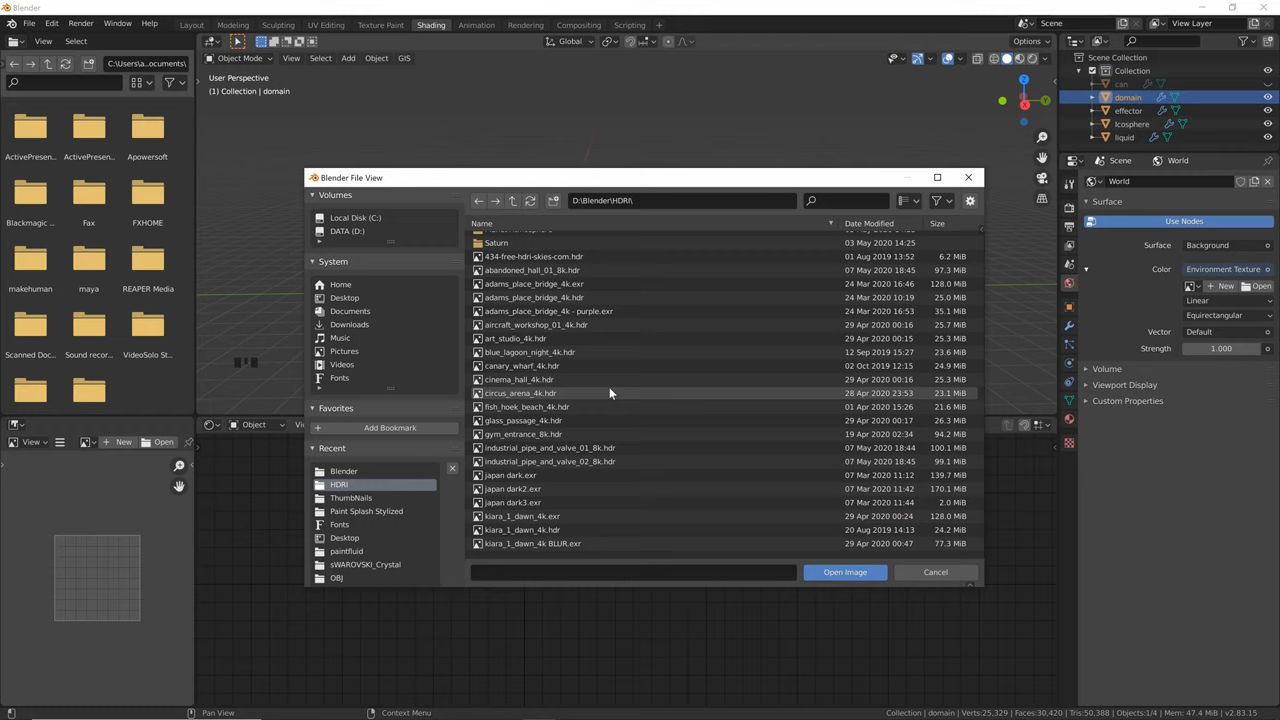 Blender
File Edit Render Window Help Layout Modeling Sculpting UV Editing Texture Paint Shading Animation Rendering Compositing Scripting + Scene View Layer
View Select C:\Users\a..ocuments\ Object Mode View Select Add Object GIS Global Options
User Perspective
(1) Collection | domain
Scene Collection
Collection
can
domain
effector
Icosphere
liquid
ActivePresen...
ActivePresen...
Apowersoft
Blackmagic ...
Fax
FXHOME
makehuman
maya
REAPER Media
Scanned Doc...
Sound recor...
VideoSolo St...
Blender File View
Volumes
Local Disk (C:)
DATA (D:)
System
Home
Desktop
Documents
Downloads
Music
Pictures
Videos
Fonts
Favorites
Add Bookmark
Recent
Blender
HDRI
ThumbNails
Paint Splash Stylized
Fonts
Desktop
paintfluid
sWAROVSKI_Crystal
OBJ
D:\Blender\HDRI\
Name Date Modified Size
Saturn 03 May 2020 14:25
434-free-hdri-skies-com.hdr 01 Aug 2019 13:52 6.2 MiB
abandoned_hall_01_8k.hdr 07 May 2020 18:45 97.3 MiB
adams_place_bridge_4k.exr 24 Mar 2020 16:46 128.0 MiB
adams_place_bridge_4k.hdr 24 Mar 2020 10:19 25.0 MiB
adams_place_bridge_4k - purple.exr 24 Mar 2020 16:53 35.1 MiB
aircraft_workshop_01_4k.hdr 29 Apr 2020 00:16 25.7 MiB
art_studio_4k.hdr 29 Apr 2020 00:15 25.3 MiB
blue_lagoon_night_4k.hdr 12 Sep 2019 15:27 23.6 MiB
canary_wharf_4k.hdr 02 Oct 2019 12:15 24.9 MiB
cinema_hall_4k.hdr 29 Apr 2020 00:16 25.3 MiB
circus_arena_4k.hdr 28 Apr 2020 23:53 23.1 MiB
fish_hoek_beach_4k.hdr 01 Apr 2020 15:26 21.6 MiB
glass_passage_4k.hdr 29 Apr 2020 00:17 26.3 MiB
gym_entrance_8k.hdr 19 Apr 2020 02:34 94.2 MiB
industrial_pipe_and_valve_01_8k.hdr 07 May 2020 18:44 100.1 MiB
industrial_pipe_and_valve_02_8k.hdr 07 May 2020 18:45 99.1 MiB
japan dark.exr 07 Mar 2020 11:12 139.7 MiB
japan dark2.exr 07 Mar 2020 11:42 170.1 MiB
japan dark3.exr 07 Mar 2020 11:44 2.0 MiB
kiara_1_dawn_4k.exr 29 Apr 2020 00:24 128.0 MiB
kiara_1_dawn_4k.hdr 20 Aug 2019 14:13 24.2 MiB
kiara_1_dawn_4k BLUR.exr 29 Apr 2020 00:47 77.3 MiB
Open Image Cancel
Scene World
World
Surface
Use Nodes
Surface Background
Color Environment Texture
New Open
Linear
Equirectangular
Vector Default
Strength 1.000
Volume
Viewport Display
Custom Properties
View New Open Object
Pan View Context Menu Collection | domain | Verts:25,329 | Faces:30,420 | Tris:50,388 | Objects:1/4 | Mem: 47.4 MiB | v2.83.15